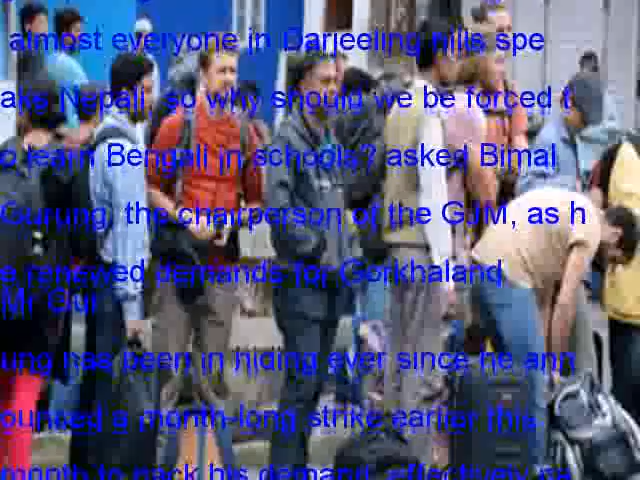 almost everyone in Darjeeling hills spe
aks Nepali, so why should we be forced t
o learn Bengali in schools? asked Bimal
Gurung, the chairperson of the GJM, as h
e renewed demands for Gorkhaland
Mr Gur
ung has been in hiding ever since he ann
ounced a month-long strike earlier this
month to back his demand, effectively pa